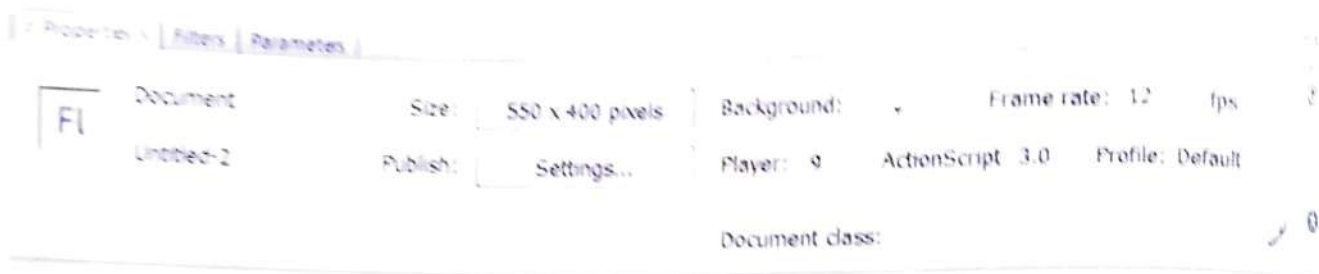 Properties Filters Parameters
Fl Document Size: 550 x 400 pixels Background: Frame rate: 12 fps
Untitled-2 Publish: Settings... Player: 9 ActionScript 3.0 Profile: Default
Document class: